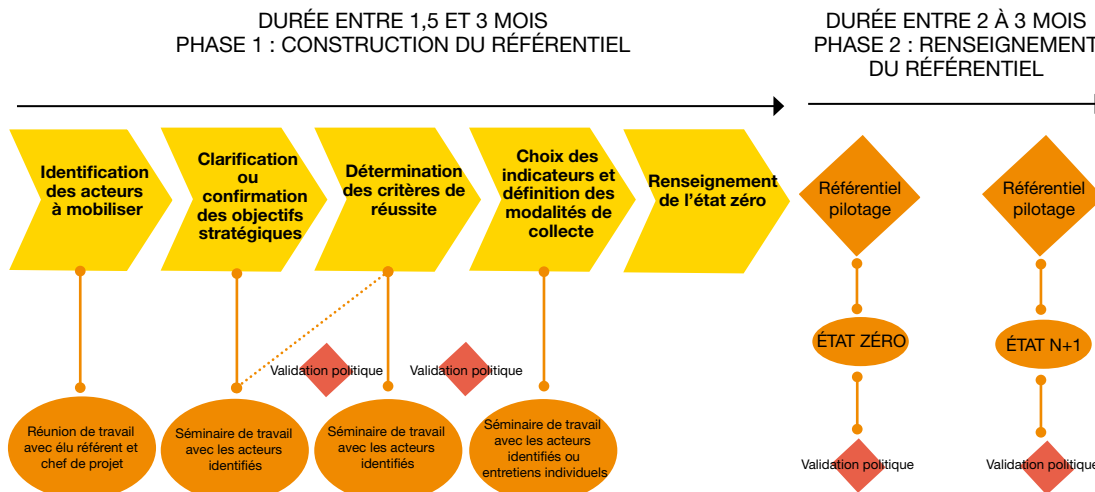 DURÉE ENTRE 1,5 ET 3 MOIS
PHASE 1 : CONSTRUCTION DU RÉFÉRENTIEL
DURÉE ENTRE 2 À 3 MOIS
PHASE 2 : RENSEIGNEMENT
DU RÉFÉRENTIEL
Identification
des acteurs
à mobiliser
Clarification
ou
confirmation
des objectifs
stratégiques
Détermination
des critères de
réussite
Choix des
indicateurs et
définition des
modalités de
collecte
Renseignement
de l'état zéro
Référentiel
pilotage
Référentiel
pilotage
ÉTAT ZÉRO
ÉTAT N+1
Validation politique
Validation politique
Réunion de travail
avec élu référent et
chef de projet
Séminaire de travail
avec les acteurs
identifiés
Séminaire de travail
avec les acteurs
identifiés
Séminaire de travail
avec les acteurs
identifiés ou
entretiens individuels
Validation politique
Validation politique